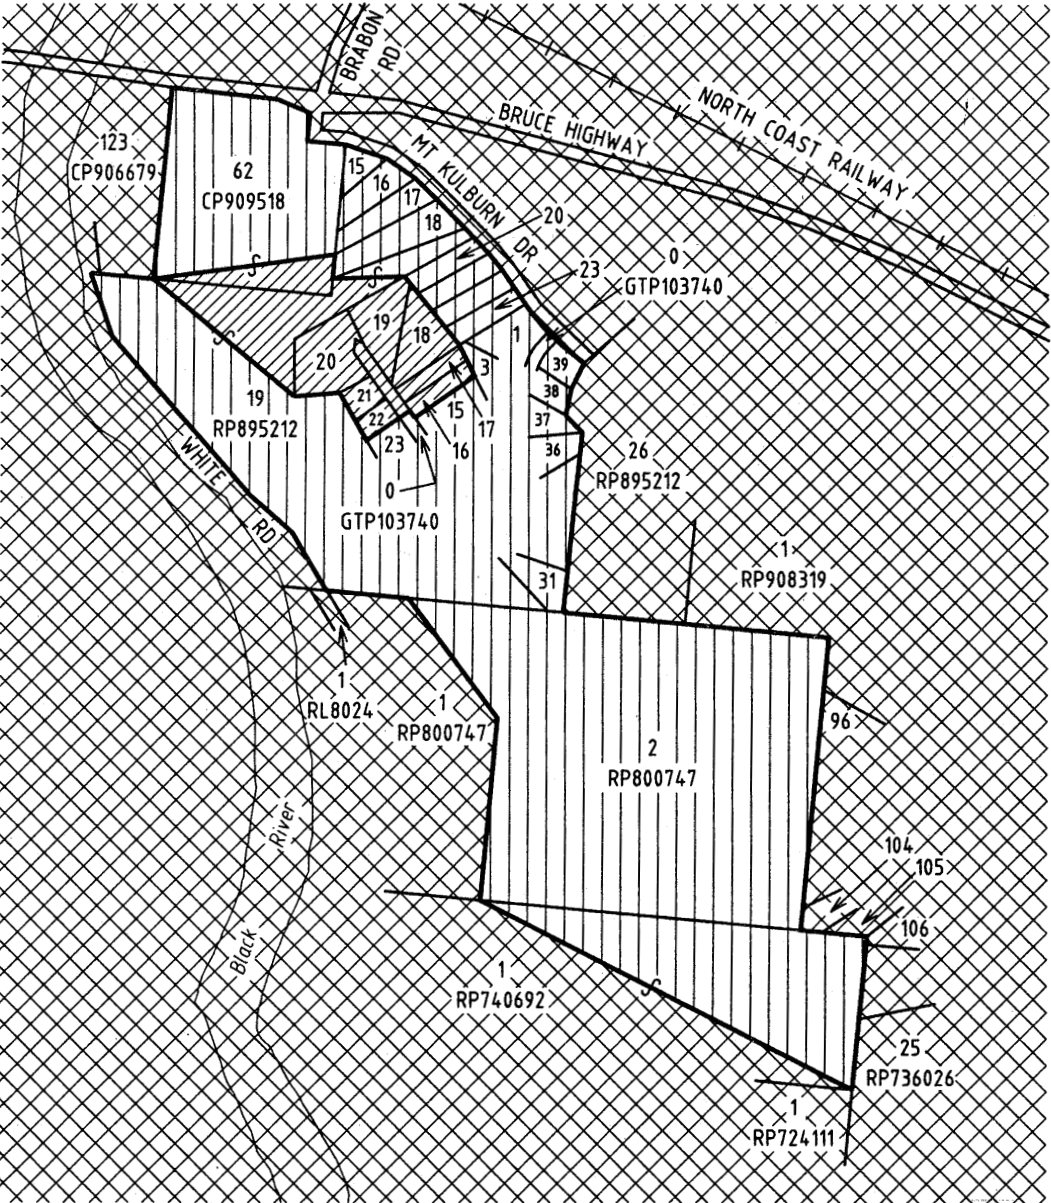 BRABON
RD
NORTH COAST RAILWAY
BRUCE HIGHWAY
MT KULBURN DR
123
CP906679
62
CP909518
15
16
17
18
20
23
0
GTP103740
1
19
18
20
3
39
38
37
36
21
22
23
15
16
17
0
GTP103740
19
RP895212
26
RP895212
WHITE
RD
31
1
RP908319
1
RL8024
1
RP800747
2
RP800747
96
104
105
106
River
Black
1
RP740692
25
RP736026
1
RP724111